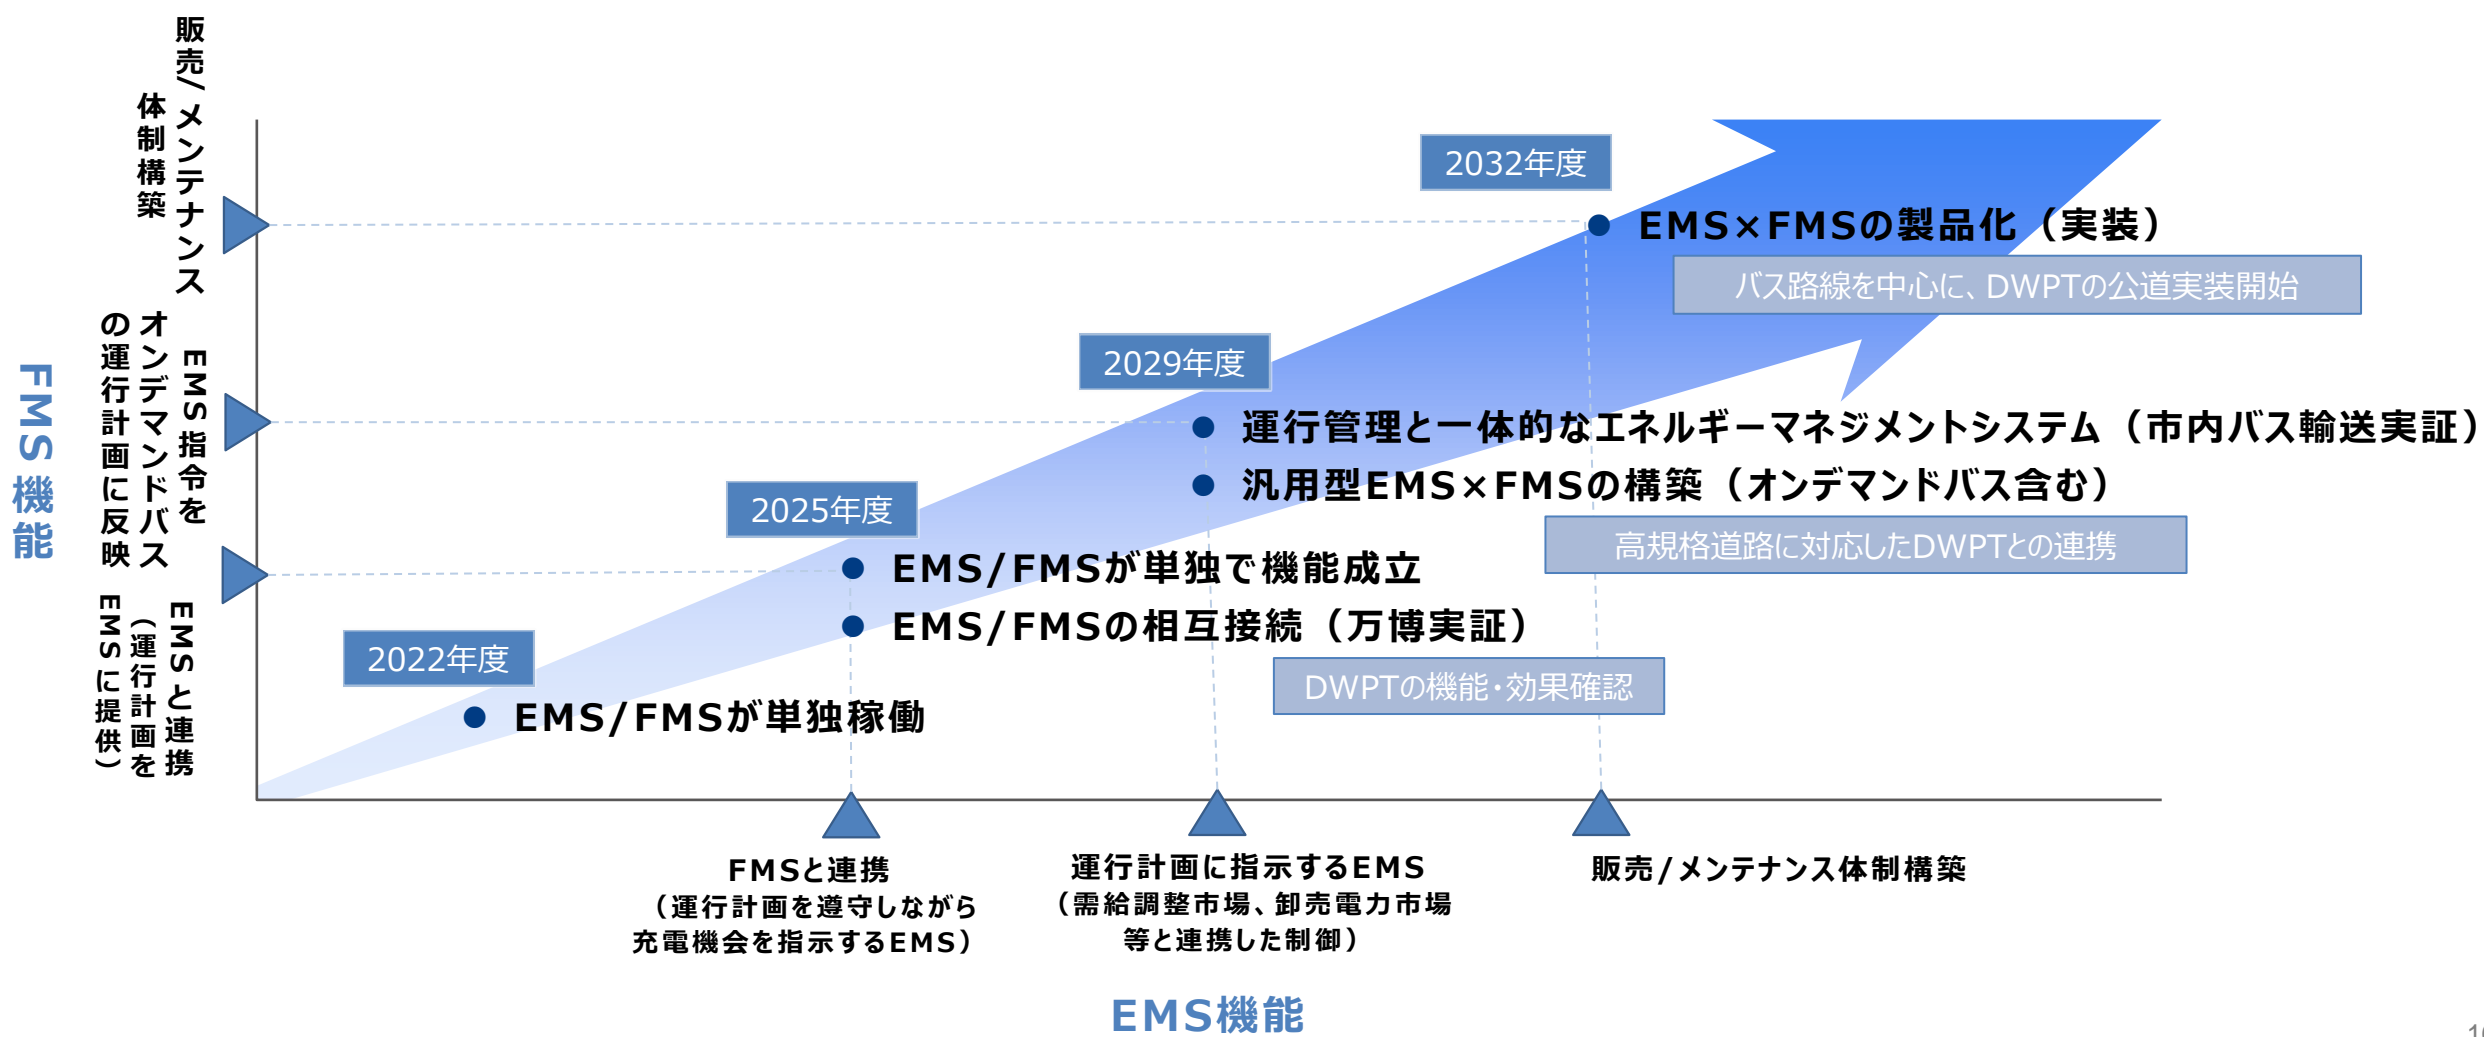 販売/メンテナンス
体制構築
EMS指令を
オンデマンドバス
の運行計画に反映
EMSと連携
（運行計画を
EMSに提供）
FMS機能
2032年度
EMS×FMSの製品化（実装）
バス路線を中心に、DWPTの公道実装開始
2029年度
運行管理と一体的なエネルギーマネジメントシステム（市内バス輸送実証）
汎用型EMS×FMSの構築（オンデマンドバス含む）
高規格道路に対応したDWPTとの連携
2025年度
EMS/FMSが単独で機能成立
EMS/FMSの相互接続（万博実証）
DWPTの機能・効果確認
2022年度
EMS/FMSが単独稼働
FMSと連携
（運行計画を遵守しながら
充電機会を指示するEMS）
運行計画に指示するEMS
（需給調整市場、卸売電力市場
等と連携した制御）
販売/メンテナンス体制構築
EMS機能